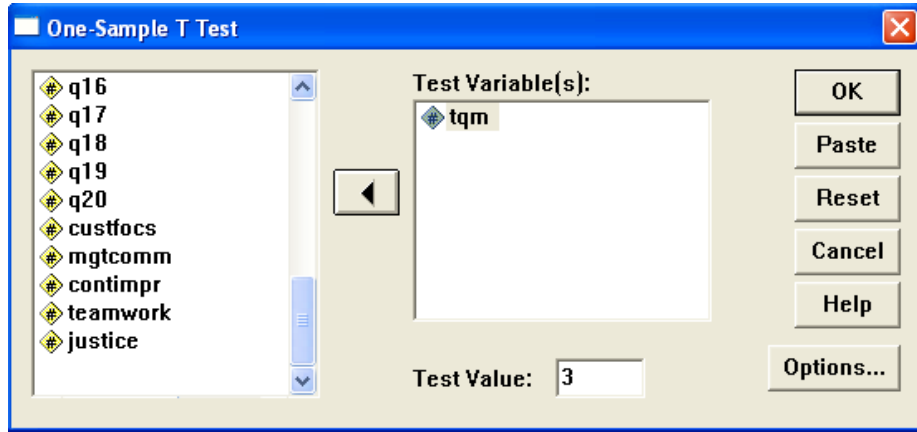 One-Sample T Test
q16
q17
q18
q19
q20
custfocs
mgtcomm
contimpr
teamwork
justice
Test Variable(s):
tqm
Test Value: 3
OK
Paste
Reset
Cancel
Help
Options...